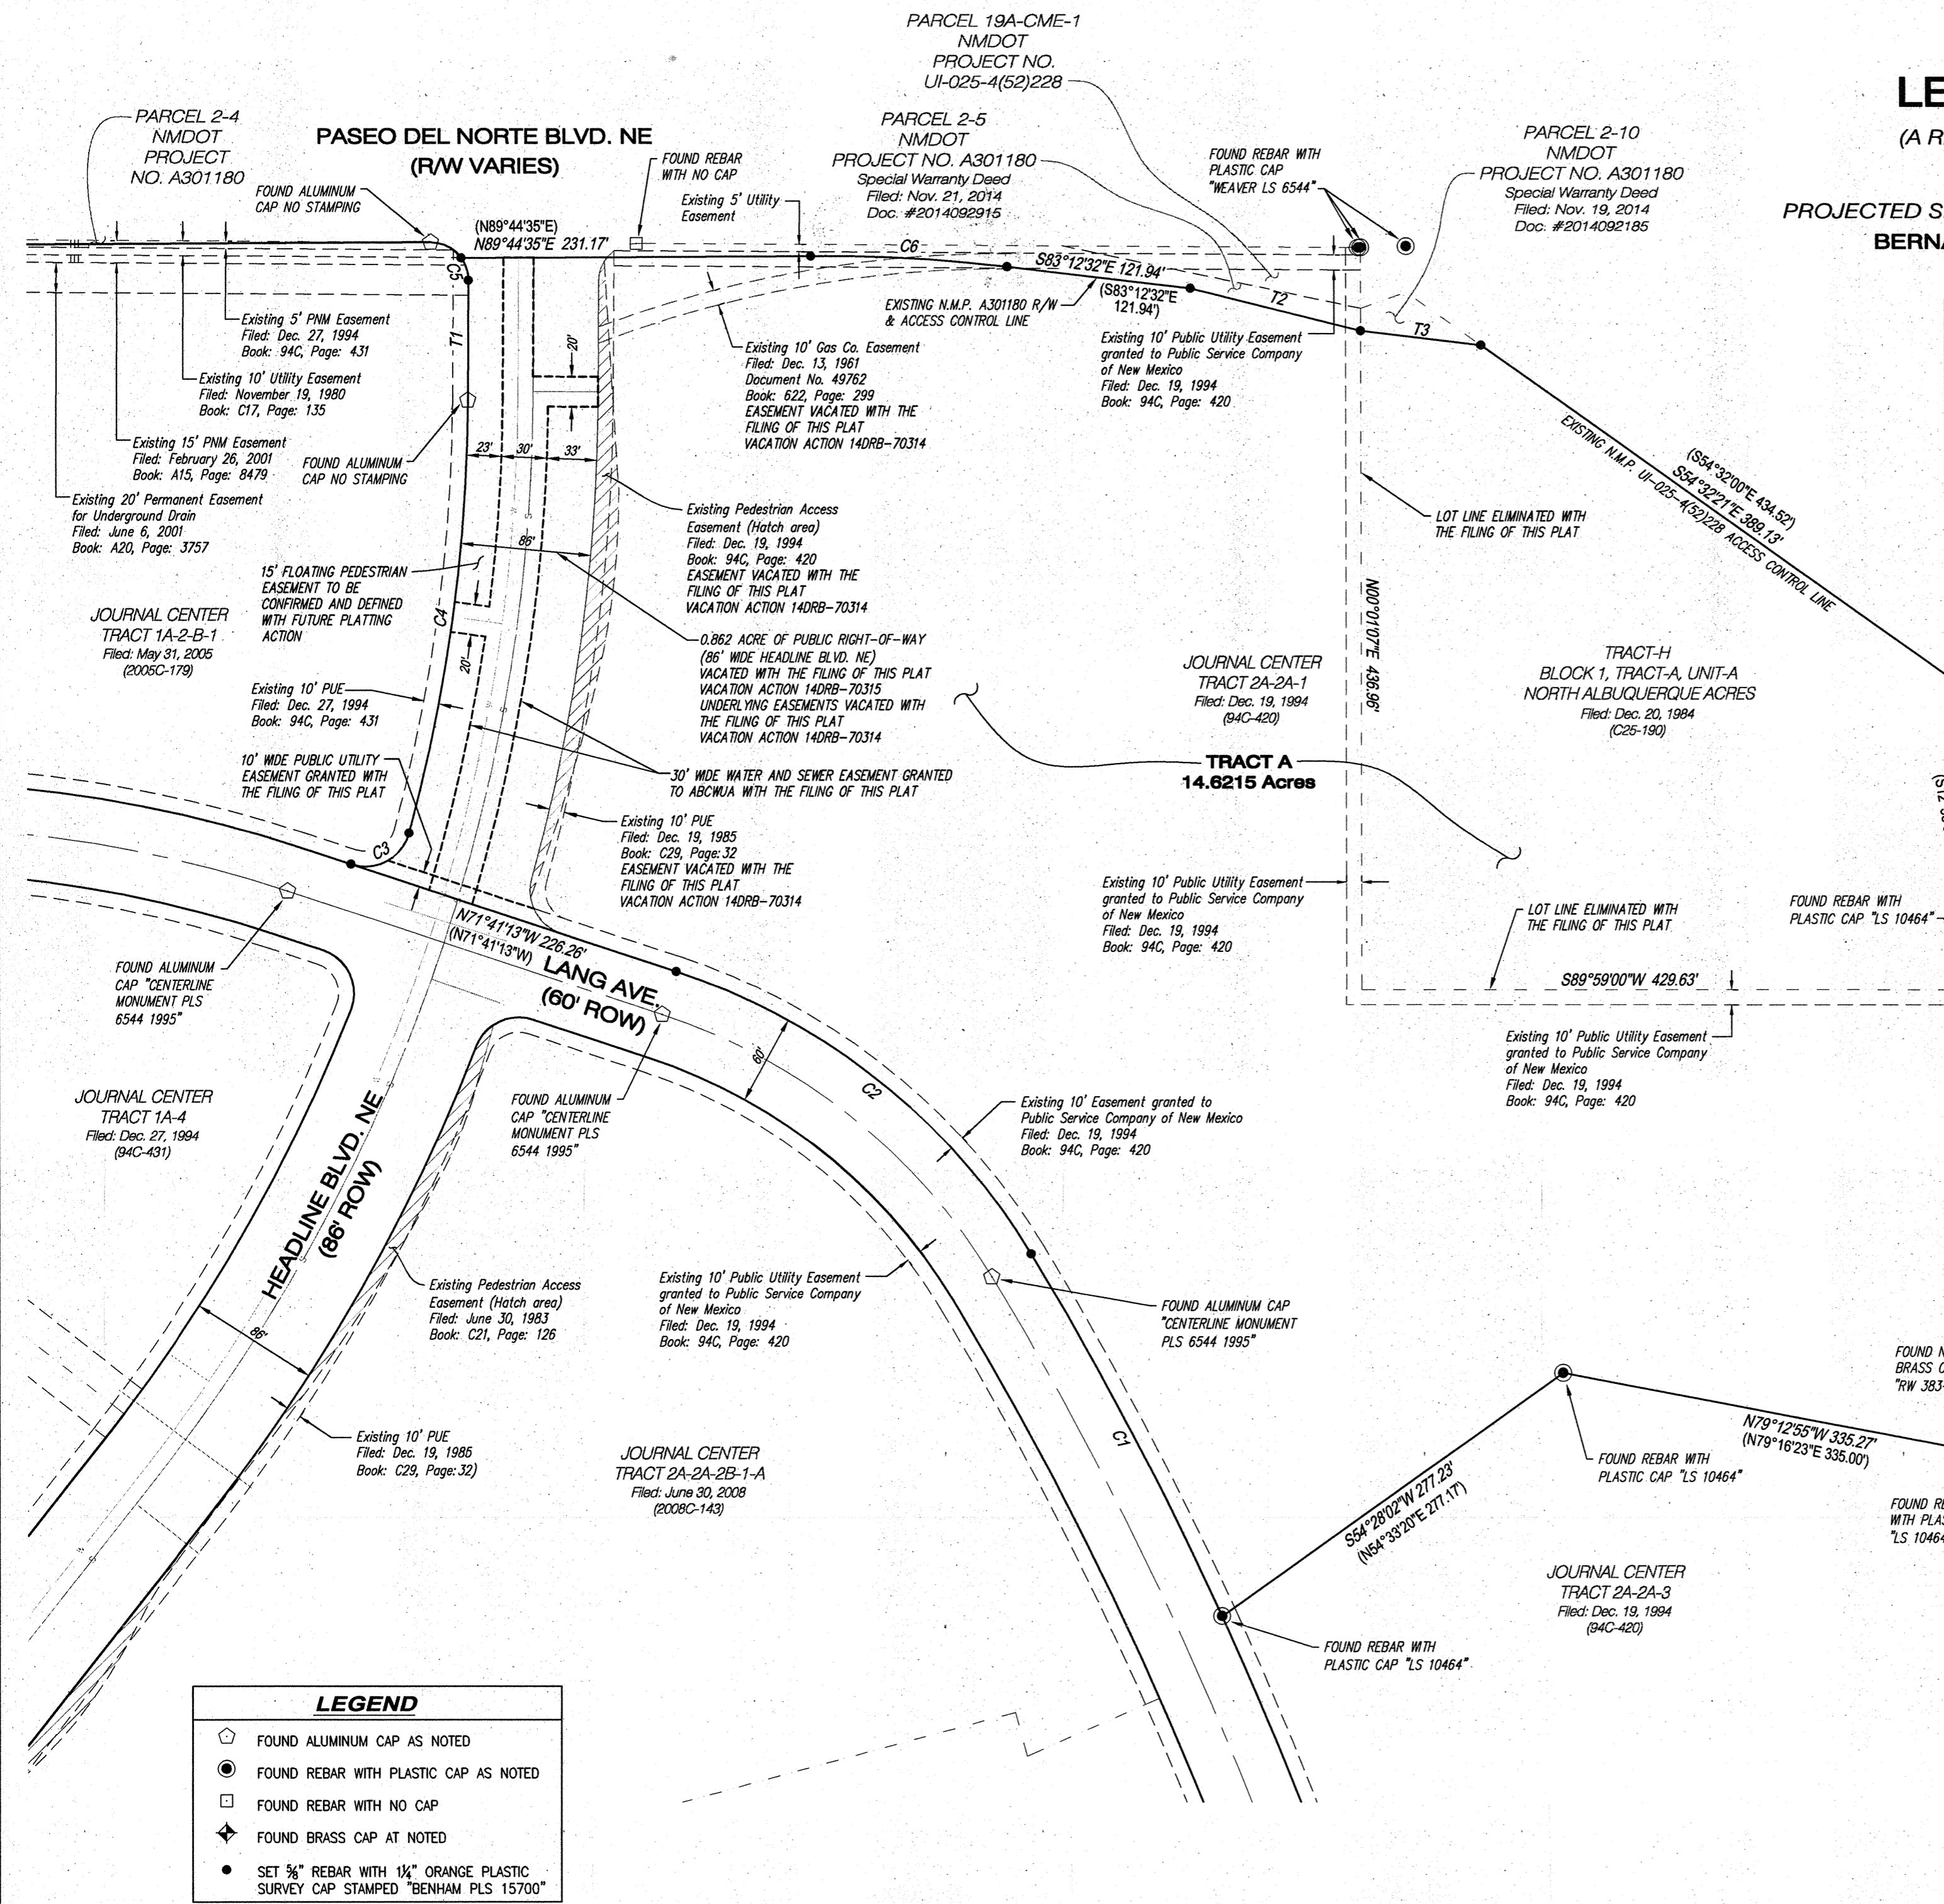 PARCEL 19A-CME-1
NMDOT
PROJECT NO.
UI-025-4(52)228
LE
(A R
PROJECTED S
BERNA
PARCEL 2-4
NMDOT
PROJECT
NO. A301180
PASEO DEL NORTE BLVD. NE
(R/W VARIES)
FOUND ALUMINUM
CAP NO STAMPING
FOUND REBAR
WITH NO CAP
Existing 5' Utility
Easement
PARCEL 2-5
NMDOT
PROJECT NO. A301180
Special Warranty Deed
Filed: Nov. 21, 2014
Doc. #2014092915
FOUND REBAR WITH
PLASTIC CAP
"WEAVER LS 6544"
PARCEL 2-10
NMDOT
PROJECT NO. A301180
Special Warranty Deed
Filed: Nov. 19, 2014
Doc. #2014092185
(N89°44'35"E)
N89°44'35"E 231.17'
C5
C6
S83°12'32"E 121.94'
(S83°12'32"E
121.94')
T2
T3
T1
EXISTING N.M.P. A301180 R/W
& ACCESS CONTROL LINE
Existing 5' PNM Easement
Filed: Dec. 27, 1994
Book: 94C, Page: 431
Existing 10' Utility Easement
Filed: November 19, 1980
Book: C17, Page: 135
Existing 15' PNM Easement
Filed: February 26, 2001
Book: A15, Page: 8479
Existing 20' Permanent Easement
for Underground Drain
Filed: June 6, 2001
Book: A20, Page: 3757
FOUND ALUMINUM
CAP NO STAMPING
20'
23'
30'
33'
Existing 10' Gas Co. Easement
Filed: Dec. 13, 1961
Document No. 49762
Book: 622, Page: 299
EASEMENT VACATED WITH THE
FILING OF THIS PLAT
VACATION ACTION 14DRB-70314
Existing 10' Public Utility Easement
granted to Public Service Company
of New Mexico
Filed: Dec. 19, 1994
Book: 94C, Page: 420
EXISTING N.M.P. UI-025-4(52)228 ACCESS CONTROL LINE
(S54°32'00"E 434.52')
S54°32'21"E 389.13'
LOT LINE ELIMINATED WITH
THE FILING OF THIS PLAT
Existing Pedestrian Access
Easement (Hatch area)
Filed: Dec. 19, 1994
Book: 94C, Page: 420
EASEMENT VACATED WITH THE
FILING OF THIS PLAT
VACATION ACTION 14DRB-70314
86'
15' FLOATING PEDESTRIAN
EASEMENT TO BE
CONFIRMED AND DEFINED
WITH FUTURE PLATTING
ACTION
C4
20'
JOURNAL CENTER
TRACT 1A-2-B-1
Filed: May 31, 2005
(2005C-179)
0.862 ACRE OF PUBLIC RIGHT-OF-WAY
(86' WIDE HEADLINE BLVD. NE)
VACATED WITH THE FILING OF THIS PLAT
VACATION ACTION 14DRB-70315
UNDERLYING EASEMENTS VACATED WITH
THE FILING OF THIS PLAT
VACATION ACTION 14DRB-70314
N00°01'07"E 436.96'
JOURNAL CENTER
TRACT 2A-2A-1
Filed: Dec. 19, 1994
(94C-420)
TRACT-H
BLOCK 1, TRACT-A, UNIT-A
NORTH ALBUQUERQUE ACRES
Filed: Dec. 20, 1984
(C25-190)
Existing 10' PUE
Filed: Dec. 27, 1994
Book: 94C, Page: 431
10' WIDE PUBLIC UTILITY
EASEMENT GRANTED WITH
THE FILING OF THIS PLAT
30' WIDE WATER AND SEWER EASEMENT GRANTED
TO ABCWUA WITH THE FILING OF THIS PLAT
TRACT A
14.6215 Acres
C3
Existing 10' PUE
Filed: Dec. 19, 1985
Book: C29, Page: 32
EASEMENT VACATED WITH THE
FILING OF THIS PLAT
VACATION ACTION 14DRB-70314
Existing 10' Public Utility Easement
granted to Public Service Company
of New Mexico
Filed: Dec. 19, 1994
Book: 94C, Page: 420
LOT LINE ELIMINATED WITH
THE FILING OF THIS PLAT
FOUND REBAR WITH
PLASTIC CAP "LS 10464"
N71°41'13"W 226.26'
(N71°41'13"W)
LANG AVE.
(60' ROW)
S89°59'00"W 429.63'
FOUND ALUMINUM
CAP "CENTERLINE
MONUMENT PLS
6544 1995"
Existing 10' Public Utility Easement
granted to Public Service Company
of New Mexico
Filed: Dec. 19, 1994
Book: 94C, Page: 420
60'
C2
JOURNAL CENTER
TRACT 1A-4
Filed: Dec. 27, 1994
(94C-431)
HEADLINE BLVD. NE
(86' ROW)
FOUND ALUMINUM
CAP "CENTERLINE
MONUMENT PLS
6544 1995"
Existing 10' Easement granted to
Public Service Company of New Mexico
Filed: Dec. 19, 1994
Book: 94C, Page: 420
Existing Pedestrian Access
Easement (Hatch area)
Filed: June 30, 1983
Book: C21, Page: 126
Existing 10' Public Utility Easement
granted to Public Service Company
of New Mexico
Filed: Dec. 19, 1994
Book: 94C, Page: 420
FOUND ALUMINUM CAP
"CENTERLINE MONUMENT
PLS 6544 1995"
86'
FOUND N
BRASS C
"RW 383-
C1
N79°12'55"W 335.27'
(N79°16'23"E 335.00')
FOUND REBAR WITH
PLASTIC CAP "LS 10464"
Existing 10' PUE
Filed: Dec. 19, 1985
Book: C29, Page: 32)
JOURNAL CENTER
TRACT 2A-2A-2B-1-A
Filed: June 30, 2008
(2008C-143)
S54°28'02"W 277.23'
(N54°33'20"E 277.17')
FOUND RE
WITH PLAS
"LS 10464
JOURNAL CENTER
TRACT 2A-2A-3
Filed: Dec. 19, 1994
(94C-420)
FOUND REBAR WITH
PLASTIC CAP "LS 10464"
LEGEND
FOUND ALUMINUM CAP AS NOTED
FOUND REBAR WITH PLASTIC CAP AS NOTED
FOUND REBAR WITH NO CAP
FOUND BRASS CAP AT NOTED
SET ⅝" REBAR WITH 1¼" ORANGE PLASTIC
SURVEY CAP STAMPED "BENHAM PLS 15700"